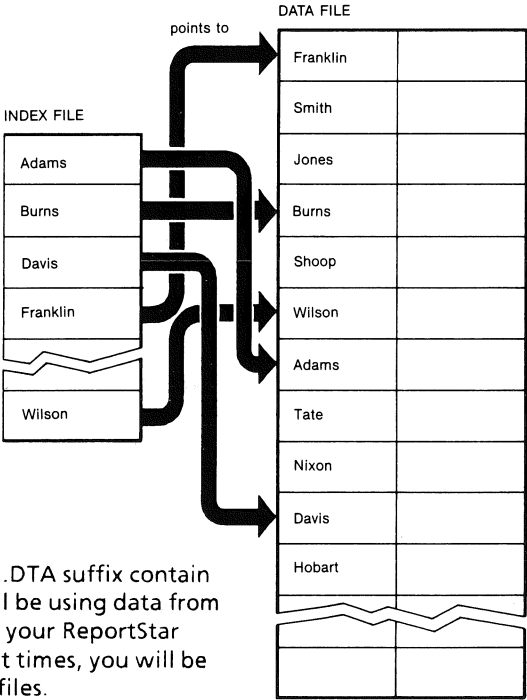 DATA FILE
points to
Franklin
Smith
INDEX FILE
Jones
Adams
Burns
Burns
Davis
Shoop
Franklin
Wilson
Adams
Wilson
Tate
Nixon
Davis
Hobart
.DTA suffix contain
l be using data from
your ReportStar
t times, you will be
files.